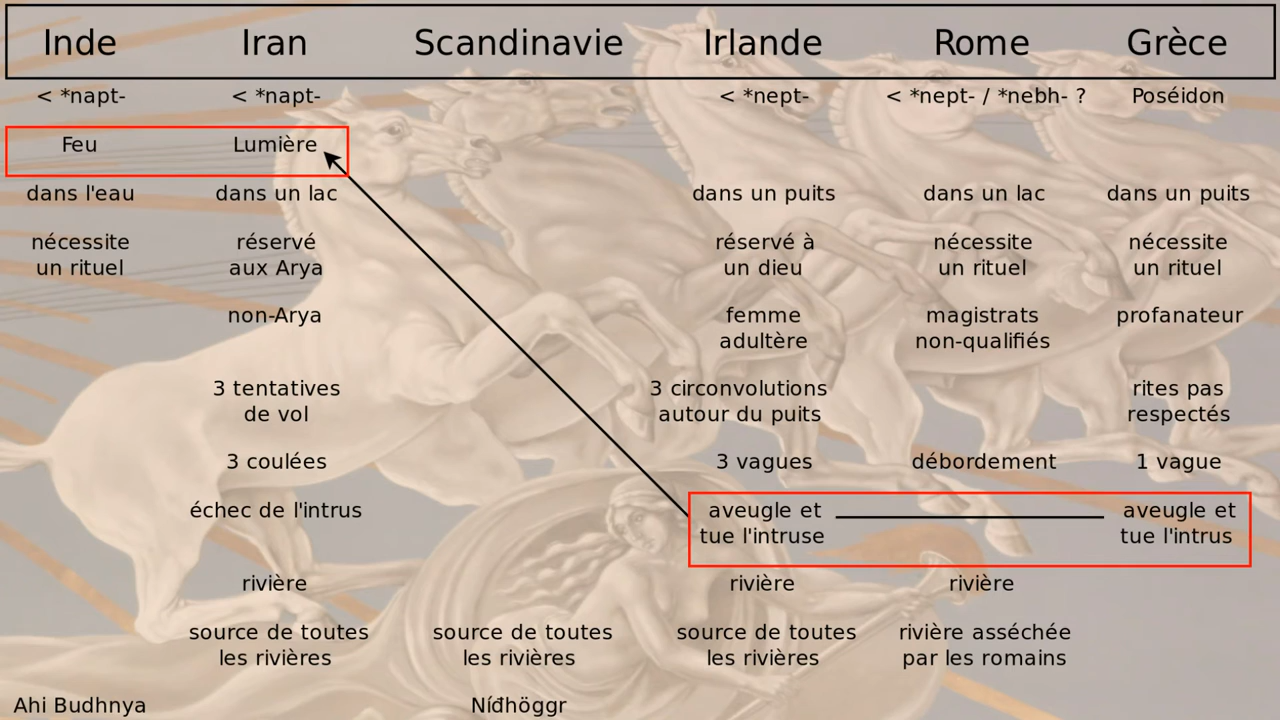 Inde Iran Scandinavie Irlande Rome Grèce
< *napt- < *napt- < *nept- < *nept- / *nebh- ? Poséidon
Feu Lumière
dans l'eau dans un lac dans un puits dans un lac dans un puits
nécessite réservé réservé à nécessite nécessite
un rituel aux Arya un dieu un rituel un rituel
non-Arya femme magistrats profanateur
adultère non-qualifiés
3 tentatives 3 circonvolutions rites pas
de vol autour du puits respectés
3 coulées 3 vagues débordement 1 vague
échec de l'intrus aveugle et aveugle et
tue l'intruse tue l'intrus
rivière rivière rivière
source de toutes source de toutes source de toutes rivière asséchée
les rivières les rivières les rivières par les romains
Ahi Budhnya Níđhöggr